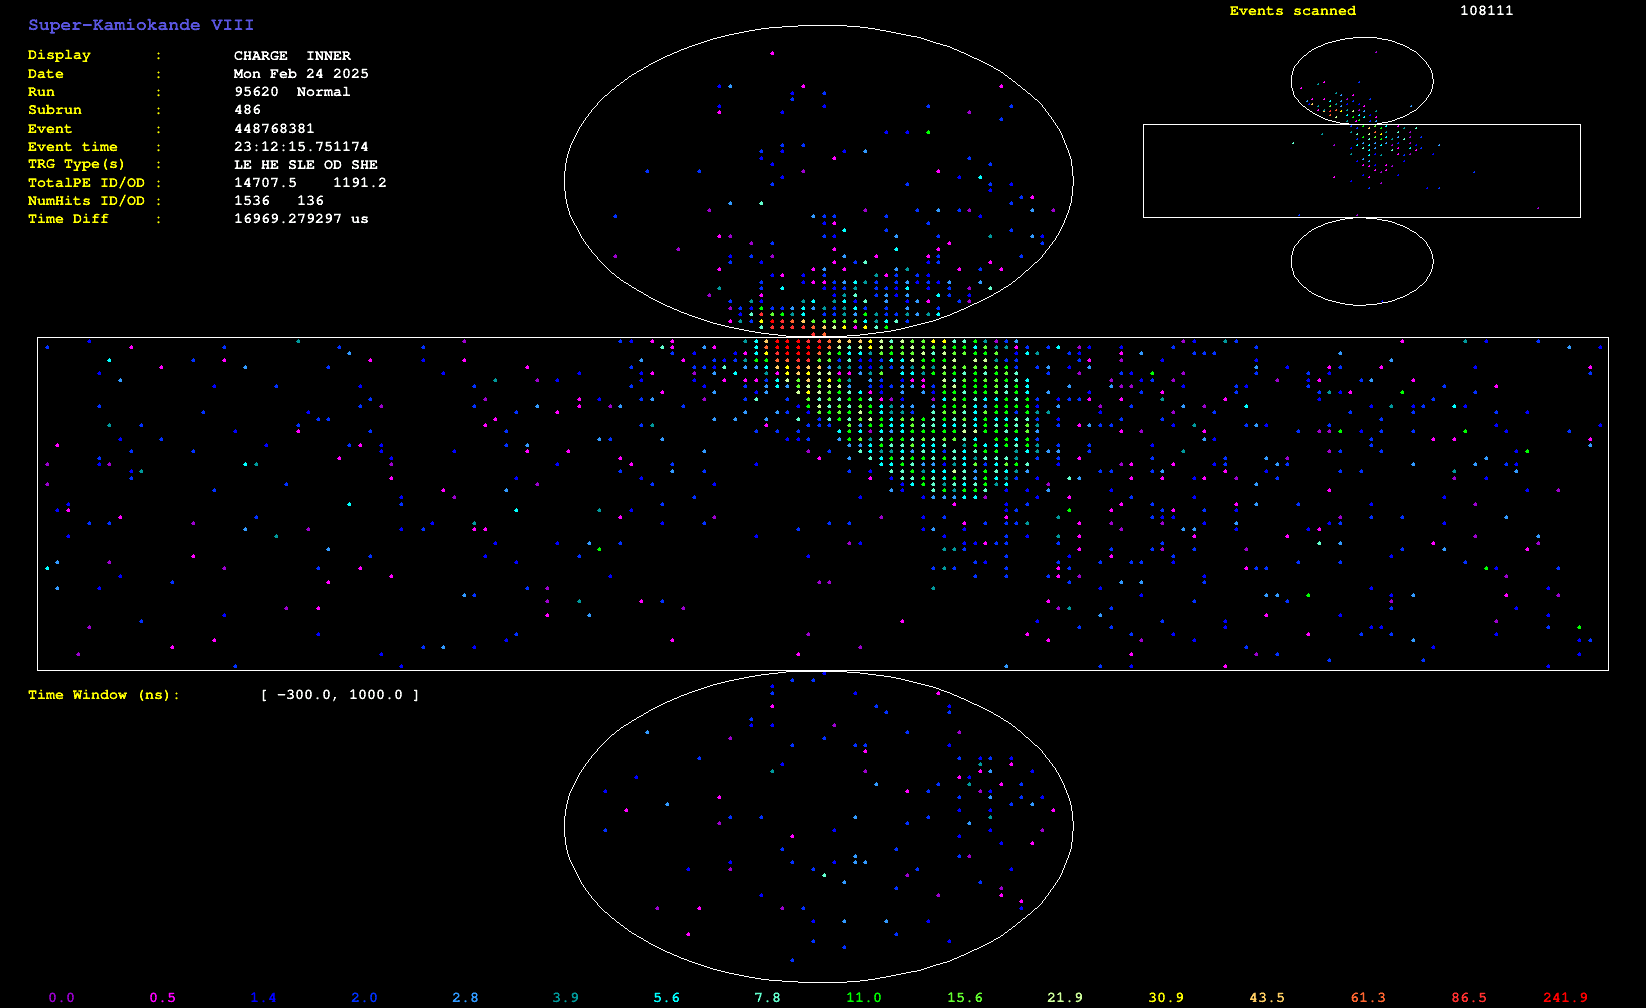 Super-Kamiokande VIII
Display : CHARGE INNER
Date : Mon Feb 24 2025
Run : 95620 Normal
Subrun : 486
Event : 448768381
Event time : 23:12:15.751174
TRG Type(s) : LE HE SLE OD SHE
TotalPE ID/OD : 14707.5 1191.2
NumHits ID/OD : 1536 136
Time Diff : 16969.279297 us
Events scanned 108111
Time Window (ns): [ -300.0, 1000.0 ]
0.0 0.5 1.4 2.0 2.8 3.9 5.6 7.8 11.0 15.6 21.9 30.9 43.5 61.3 86.5 241.9